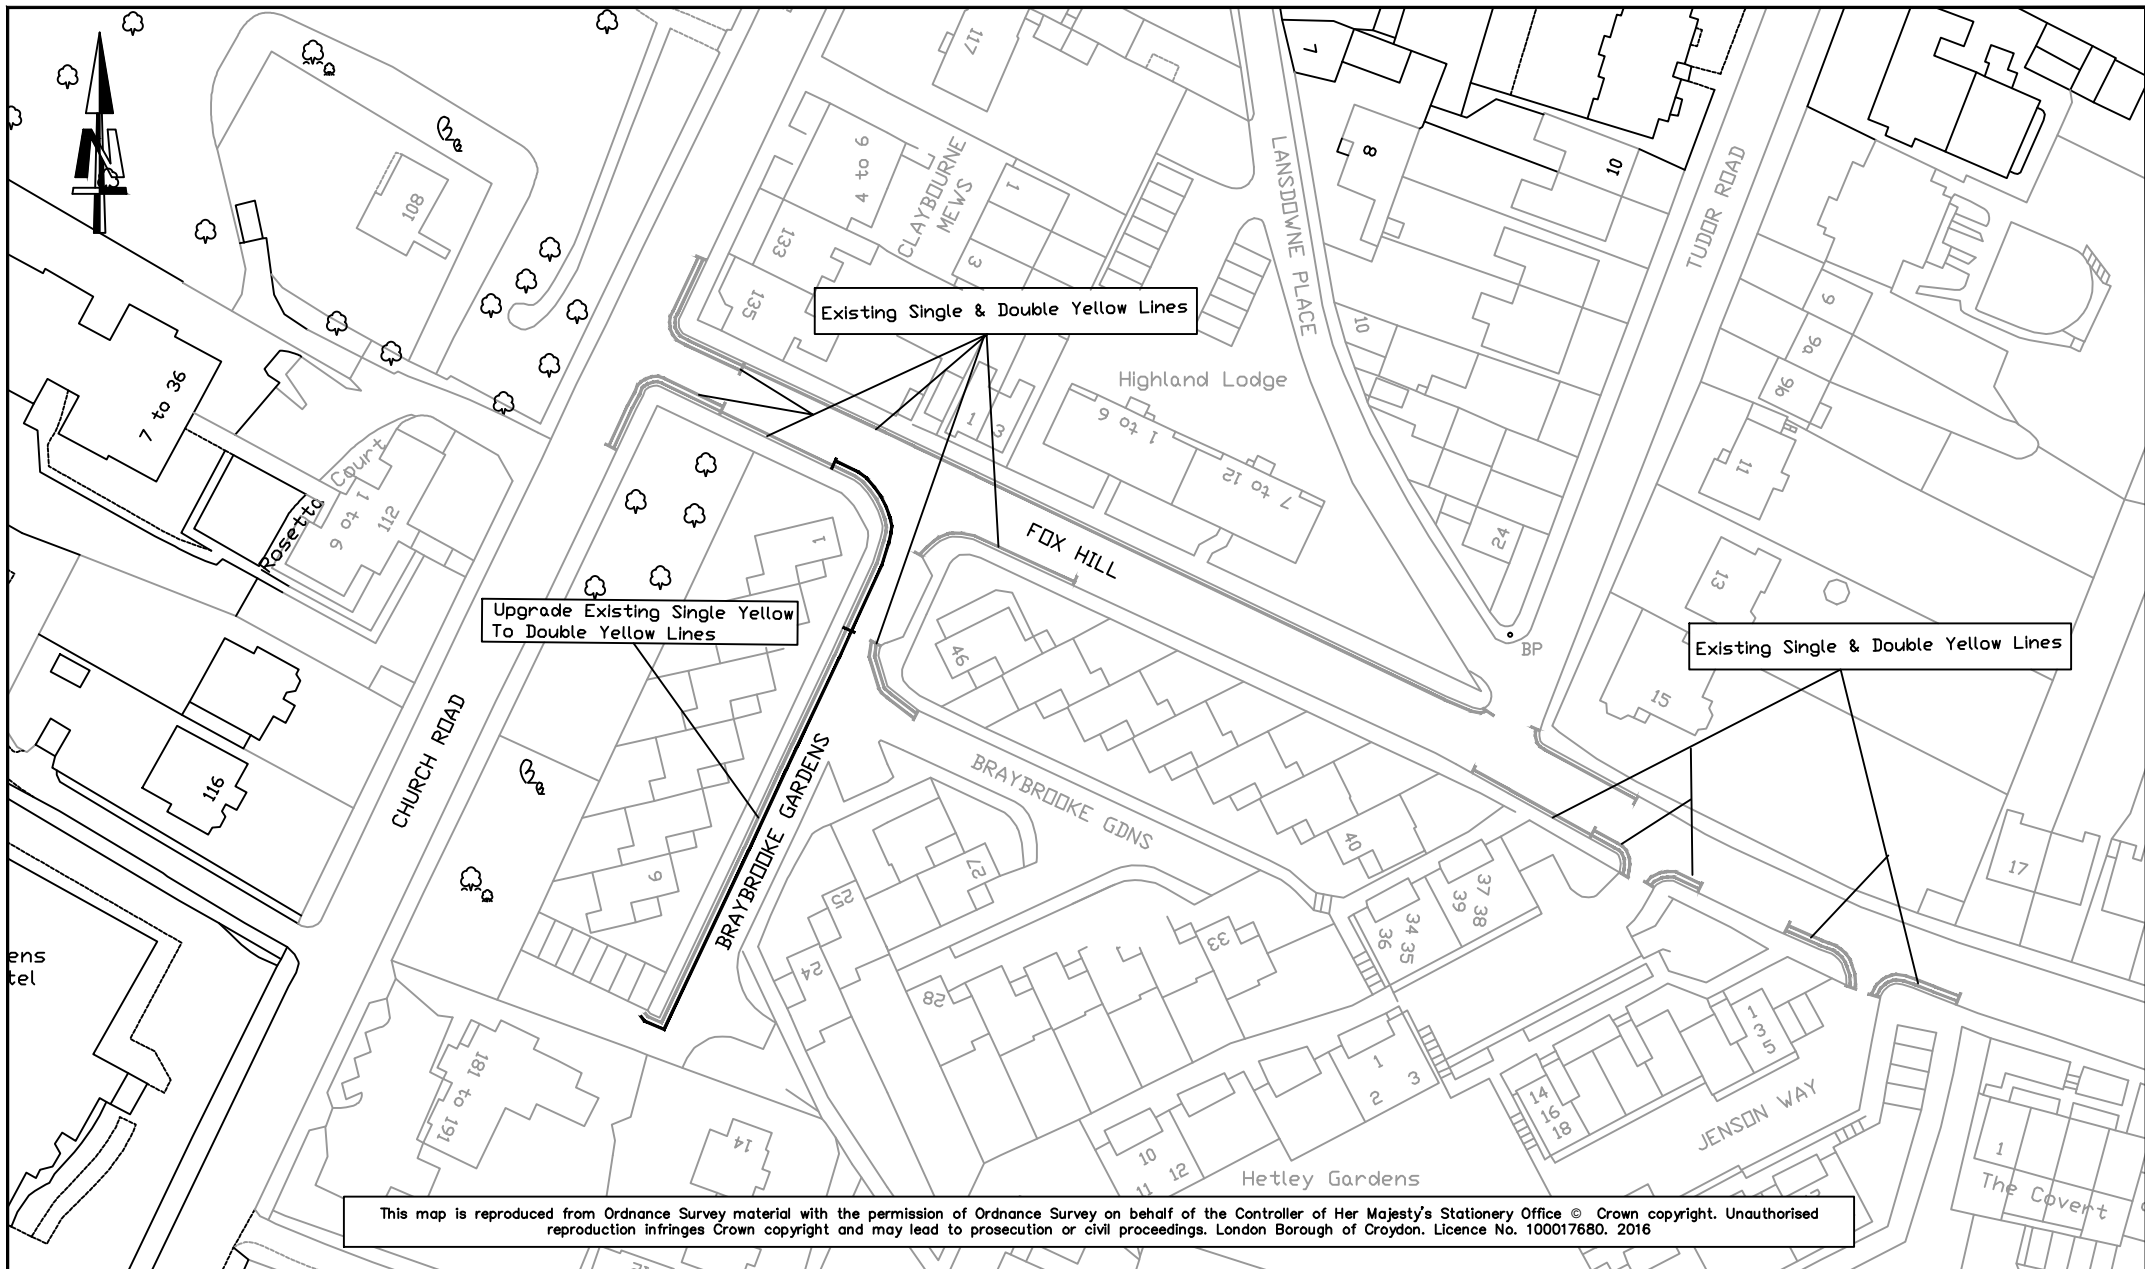 117
7
N
108
4 to 6
CLAYBOURNE
MEWS
1
3
133
135
LANSDOWNE PLACE
8
10
TUDOR ROAD
9
9a
9b
11
10
Existing Single & Double Yellow Lines
Highland Lodge
1 to 6
7 to 12
1
3
7 to 36
Rosetta Court
1 to 6
112
24
FOX HILL
13
BP
15
17
1
Upgrade Existing Single Yellow
To Double Yellow Lines
Existing Single & Double Yellow Lines
46
40
CHURCH ROAD
116
BRAYBROOKE GARDENS
BRAYBROOKE GDNS
9
27
25
24
28
33
34 35
36
37 38
39
ens
tel
181 to 191
14
1
2
3
10
11
12
14
16
18
1
3
5
JENSON WAY
Hetley Gardens
1
The Covert
This map is reproduced from Ordnance Survey material with the permission of Ordnance Survey on behalf of the Controller of Her Majesty's Stationery Office © Crown copyright. Unauthorised
reproduction infringes Crown copyright and may lead to prosecution or civil proceedings. London Borough of Croydon. Licence No. 100017680. 2016